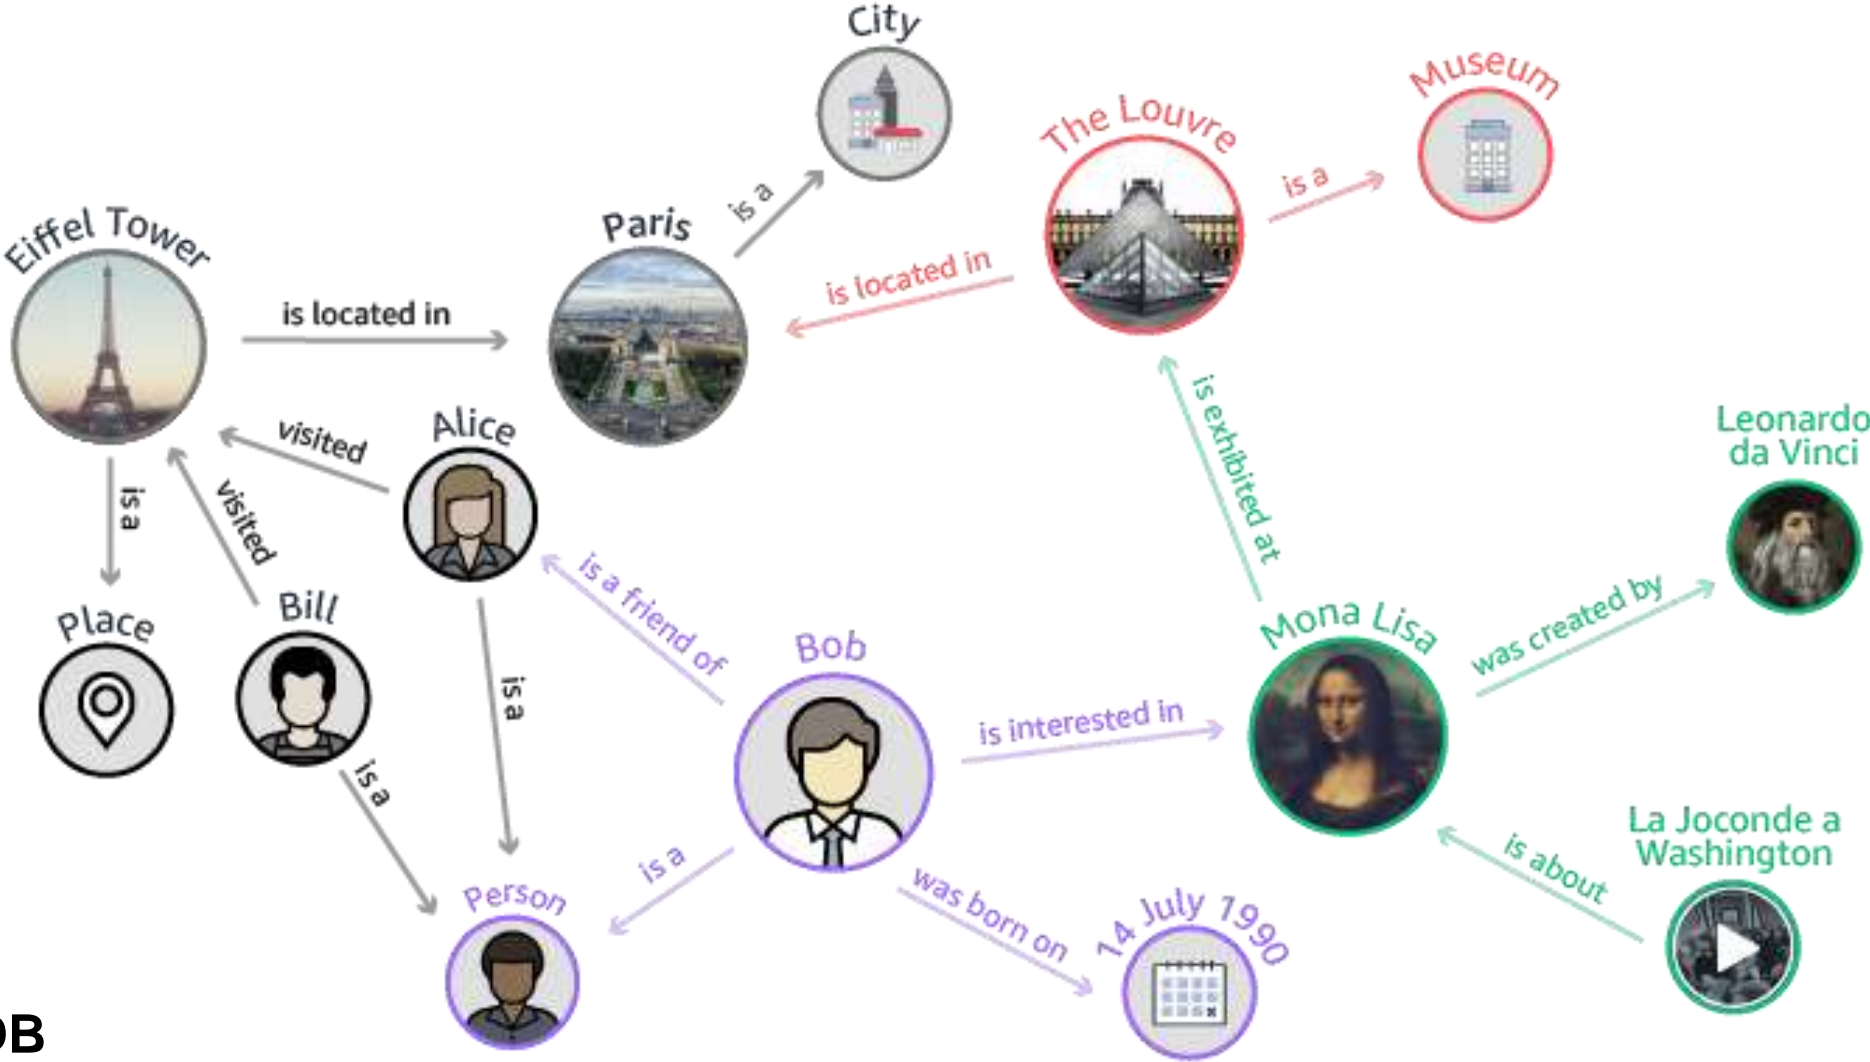 City
Museum
The Louvre
is a
is a
Paris
Eiffel Tower
is located in
is located in
visited
Alice
is exhibited at
Leonardo
da Vinci
is a
visited
Place
Bill
is a friend of
Bob
Mona Lisa
was created by
is a
is interested in
is a
is a
Person
was born on
14 July 1990
La Joconde a
Washington
is about